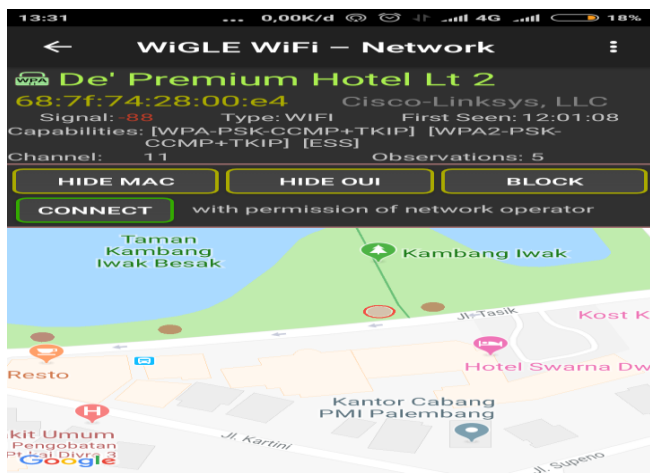 13:31 ... 0,00K/d 4G 18%
WiGLE WiFi – Network
WPA De' Premium Hotel Lt 2
68:7f:74:28:00:e4 Cisco-Linksys, LLC
Signal: -88 Type: WIFI First Seen: 12:01:08
Capabilities: [WPA-PSK-CCMP+TKIP] [WPA2-PSK-
CCMP+TKIP] [ESS]
Channel: 11 Observations: 5
HIDE MAC HIDE OUI BLOCK
CONNECT with permission of network operator
Taman
Kambang
Iwak Besak
Kambang Iwak
Jl. Tasik
Kost K
Resto
Hotel Swarna Dw
Kantor Cabang
PMI Palembang
H
kit Umum
Pengobatan
Pt Kai Divre 3
Jl. Kartini
Jl. Supeno
Google